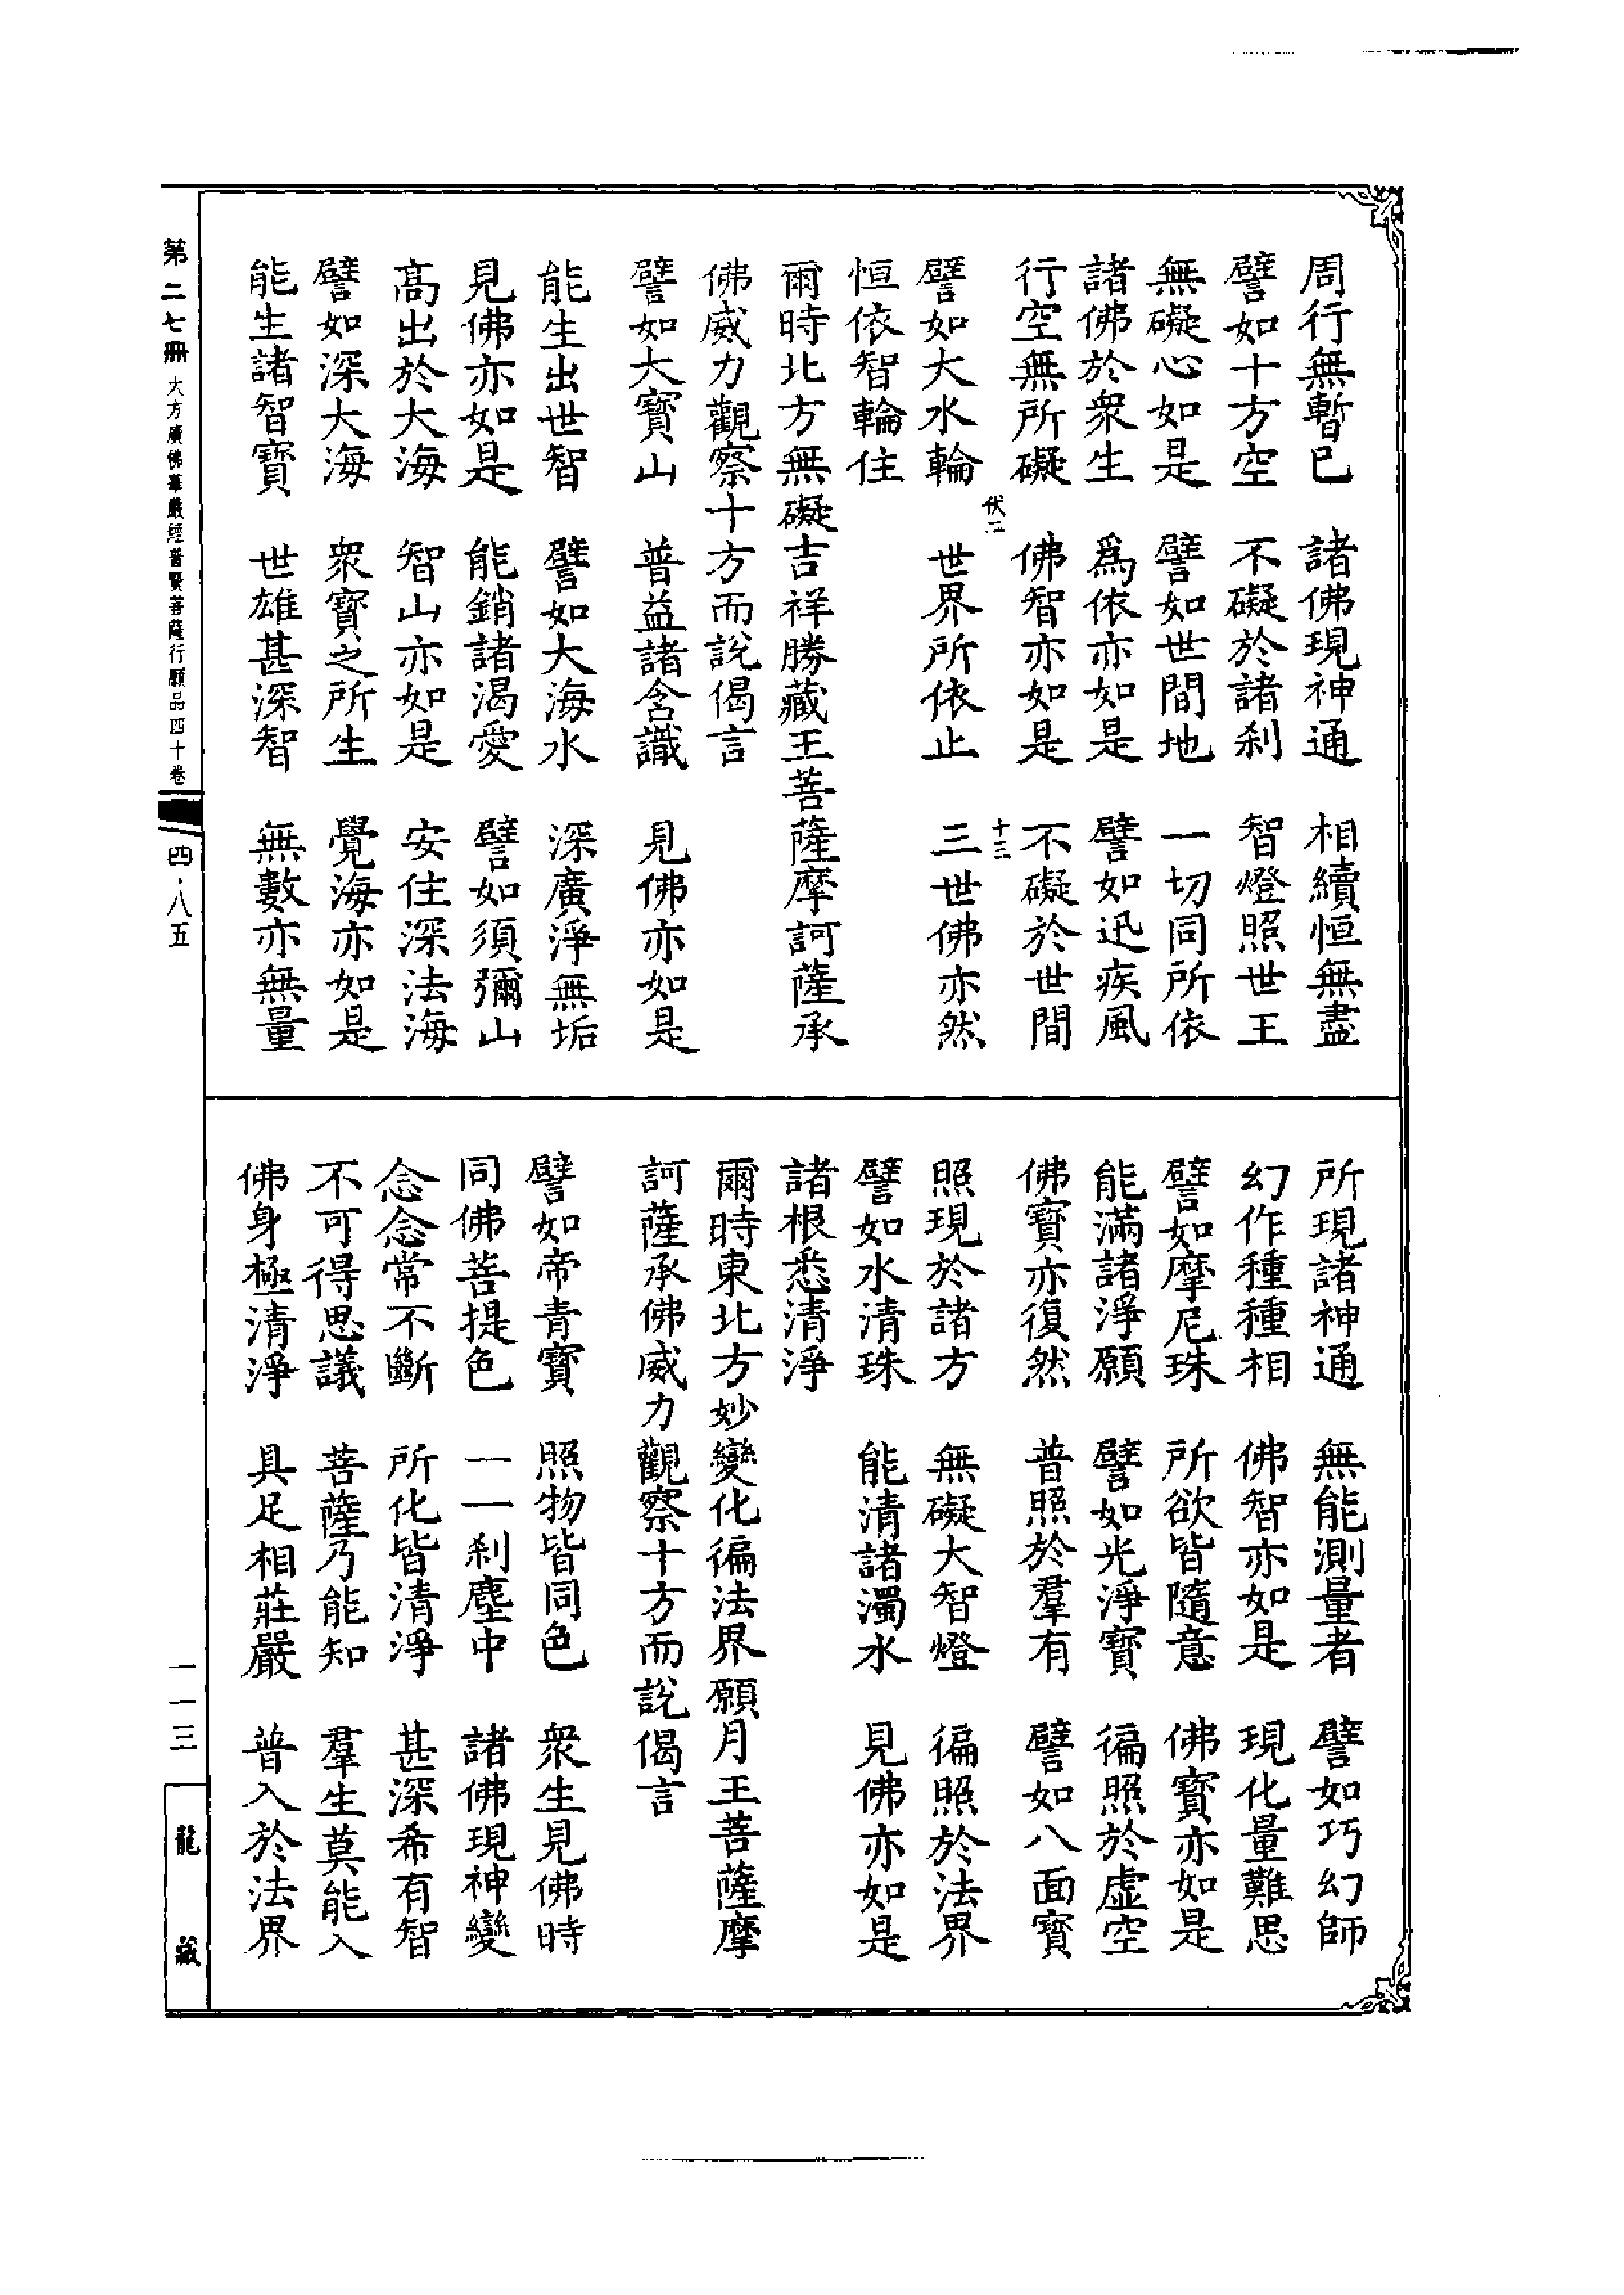 周行無暫已　諸佛現神通　相續恒無盡
譬如十方空　不礙於諸刹　智燈照世王
無礙心如是　譬如世間地　一切同所依
諸佛於衆生　爲依亦如是　譬如迅疾風
行空無所礙　佛智亦如是　不礙於世間
伏二　十三
譬如大水輪　世界所依止　三世佛亦然
恒依智輪住
爾時北方無礙吉祥勝藏王菩薩摩訶薩承
佛威力觀察十方而說偈言
譬如大寳山　普益諸含識　見佛亦如是
能生出世智　譬如大海水　深廣淨無垢
見佛亦如是　能銷諸渴愛　譬如須彌山
高出於大海　智山亦如是　安住深法海
譬如深大海　衆寳之所生　覺海亦如是
能生諸智寳　世雄甚深智　無數亦無量
所現諸神通　無能測量者　譬如巧幻師
幻作種種相　佛智亦如是　現化量難思
譬如摩尼珠　所欲皆隨意　佛寳亦如是
能滿諸淨願　譬如光淨寳　徧照於虛空
佛寳亦復然　普照於羣有　譬如八面寳
照現於諸方　無礙大智燈　徧照於法界
譬如水清珠　能清諸濁水　見佛亦如是
諸根悉清淨
爾時東北方妙變化徧法界願月王菩薩摩
訶薩承佛威力觀察十方而說偈言
譬如帝青寳　照物皆同色　衆生見佛時
同佛菩提色　一一刹塵中　諸佛現神變
念念常不斷　所化皆清淨　甚深希有智
不可得思議　菩薩乃能知　羣生莫能入
佛身極清淨　具足相莊嚴　普入於法界
第二七冊　大方廣佛華嚴經普賢菩薩行願品四十卷　四·八五
一一三
龍藏